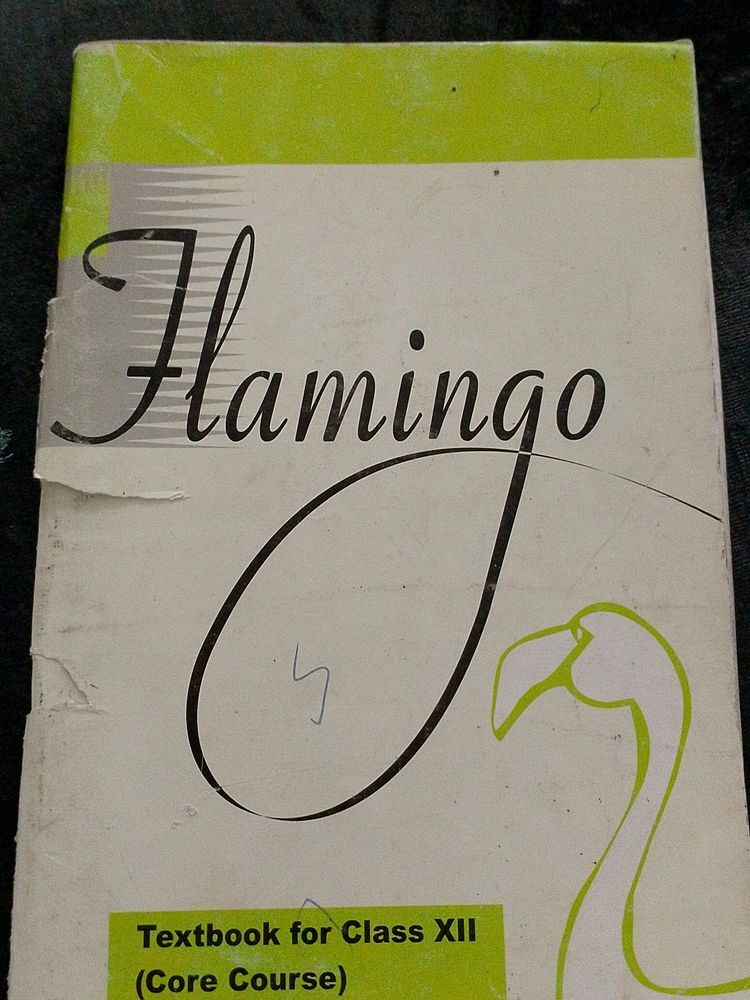 Flamingo
Textbook for Class XII
(Core Course)